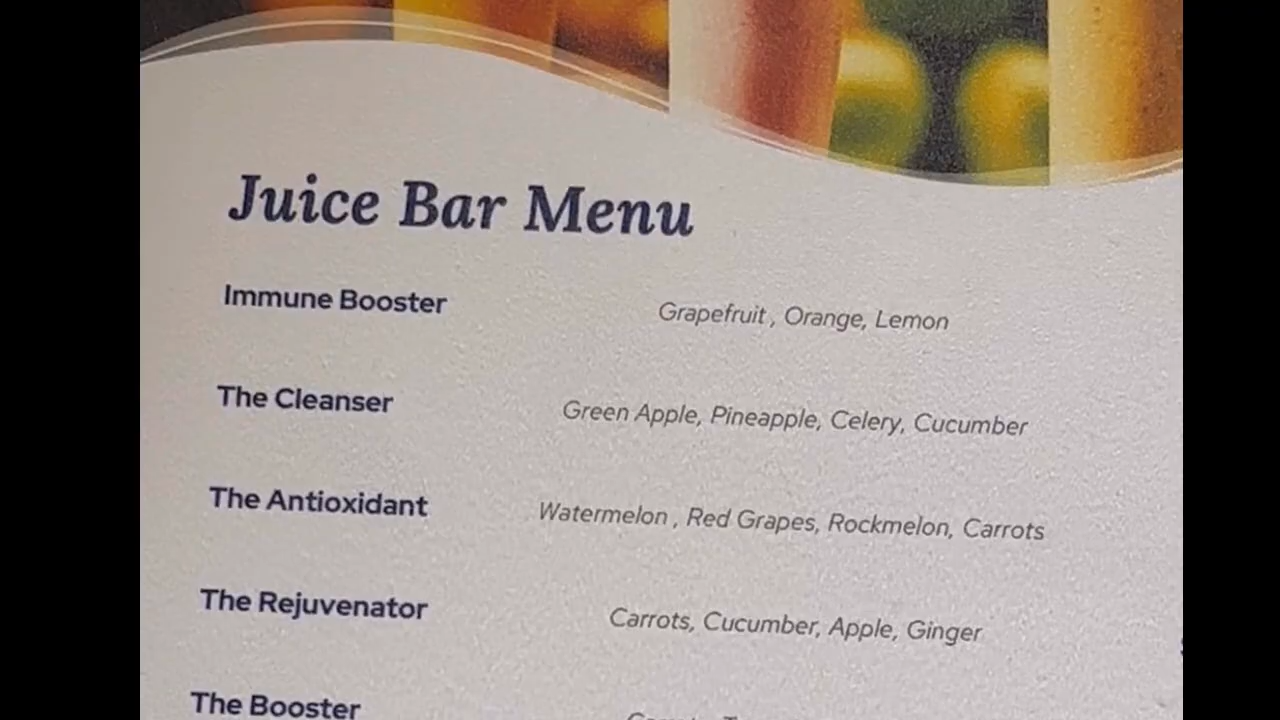 Juice Bar Menu
Immune Booster Grapefruit , Orange, Lemon
The Cleanser Green Apple, Pineapple, Celery, Cucumber
The Antioxidant Watermelon , Red Grapes, Rockmelon, Carrots
The Rejuvenator Carrots, Cucumber, Apple, Ginger
The Booster